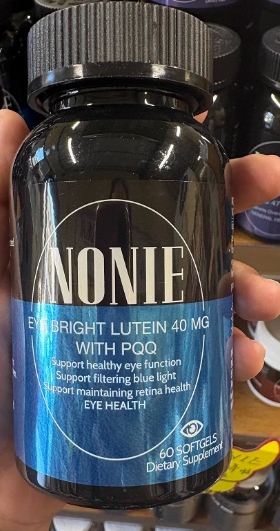 NONIE
EYE BRIGHT LUTEIN 40 MG
WITH PQQ
Support healthy eye function
Support filtering blue light
Support maintaining retina health
EYE HEALTH
60 SOFTGELS
Dietary Supplement